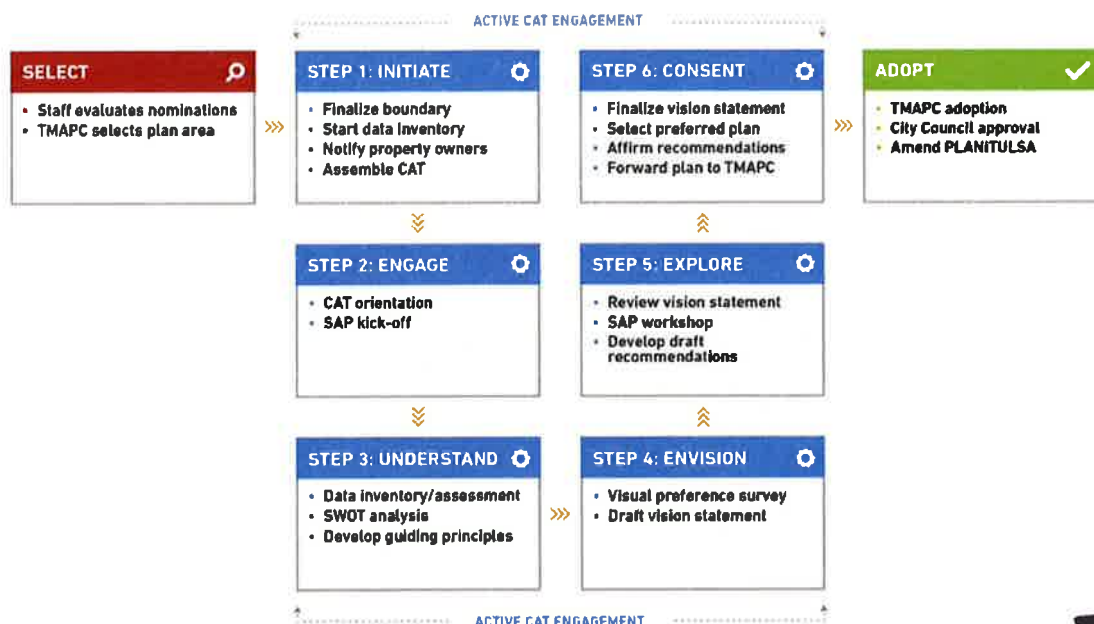 ACTIVE CAT ENGAGEMENT
SELECT
• Staff evaluates nominations
• TMAPC selects plan area
STEP 1: INITIATE
• Finalize boundary
• Start data inventory
• Notify property owners
• Assemble CAT
STEP 2: ENGAGE
• CAT orientation
• SAP kick-off
STEP 3: UNDERSTAND
• Data inventory/assessment
• SWOT analysis
• Develop guiding principles
STEP 4: ENVISION
• Visual preference survey
• Draft vision statement
STEP 5: EXPLORE
• Review vision statement
• SAP workshop
• Develop draft
recommendations
STEP 6: CONSENT
• Finalize vision statement
• Select preferred plan
• Affirm recommendations
• Forward plan to TMAPC
ADOPT
• TMAPC adoption
• City Council approval
• Amend PLANiTULSA
ACTIVE CAT ENGAGEMENT